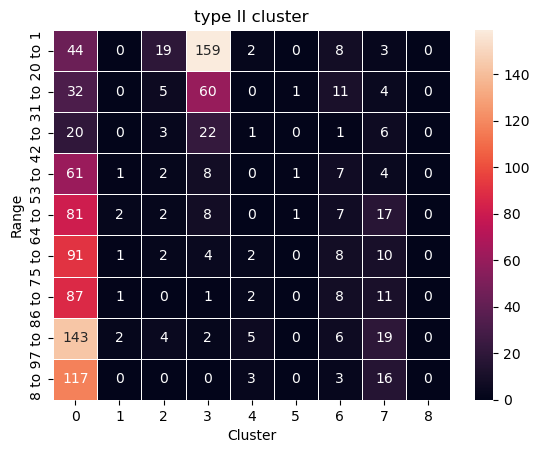 type II cluster
Range
0 to 1
44 0 19 159 2 0 8 3 0
1 to 2
32 0 5 60 0 1 11 4 0
2 to 3
20 0 3 22 1 0 1 6 0
3 to 4
61 1 2 8 0 1 7 4 0
4 to 5
81 2 2 8 0 1 7 17 0
5 to 6
91 1 2 4 2 0 8 10 0
6 to 7
87 1 0 1 2 0 8 11 0
7 to 8
143 2 4 2 5 0 6 19 0
8 to 9
117 0 0 0 3 0 3 16 0
0 1 2 3 4 5 6 7 8
Cluster
140
120
100
80
60
40
20
0